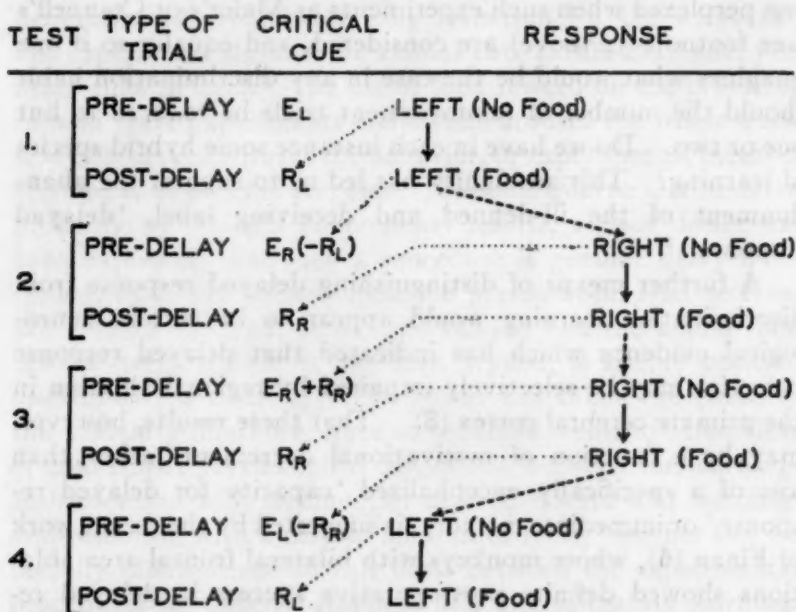 TEST TYPE OF TRIAL CRITICAL CUE RESPONSE
1. PRE-DELAY E_L LEFT (No Food)
POST-DELAY R_L LEFT (Food)
2. PRE-DELAY E_R(-R_L) RIGHT (No Food)
POST-DELAY R_R RIGHT (Food)
3. PRE-DELAY E_R(+R_R) RIGHT (No Food)
POST-DELAY R_R RIGHT (Food)
4. PRE-DELAY E_L(-R_R) LEFT (No Food)
POST-DELAY R_L LEFT (Food)